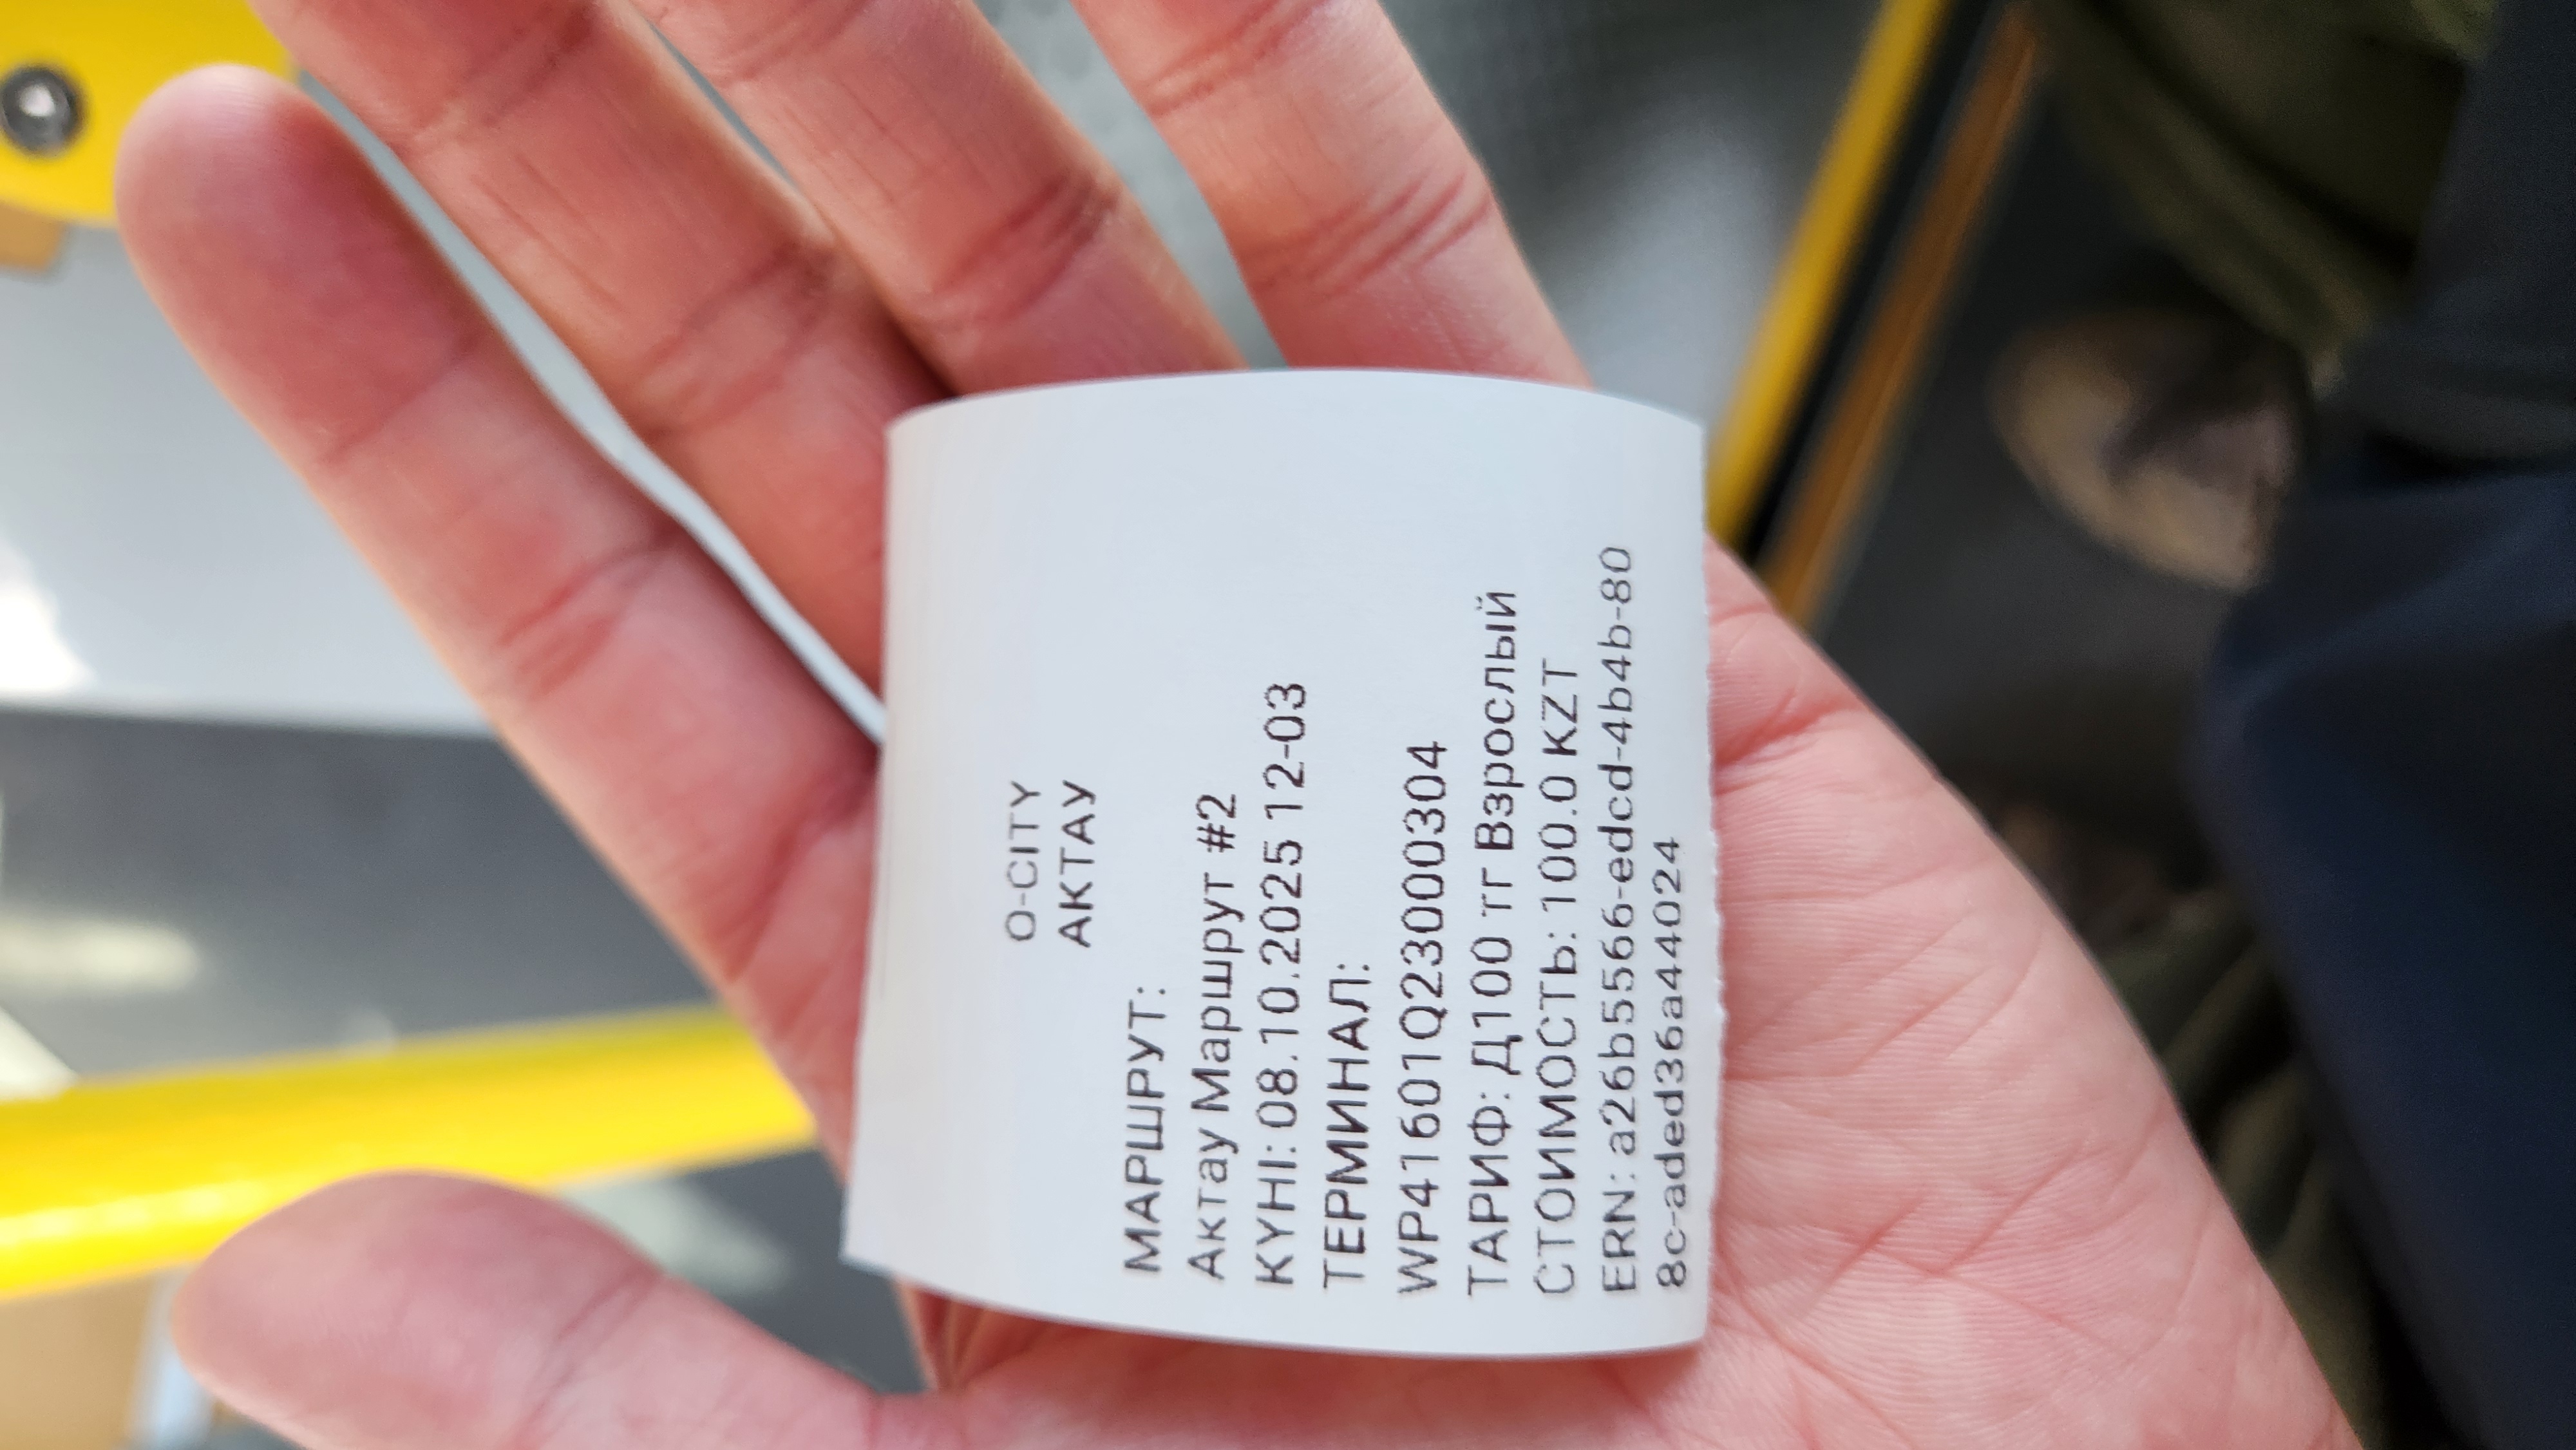 O-CITY
АКТАУ
МАРШРУТ:
Актау Маршрут #2
КҮНІ: 08.10.2025 12-03
ТЕРМИНАЛ:
WP41601Q23000304
ТАРИФ: Д100 тг Взрослый
СТОИМОСТЬ: 100.0 KZT
ERN: a26b5566-edcd-4b4b-80
8c-aded36a44024